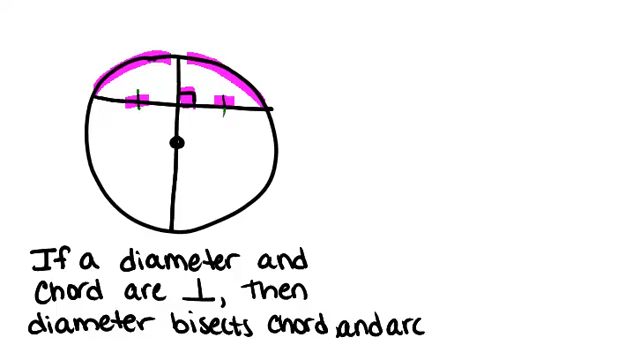 If a diameter and
Chord are ⊥, then
diameter bisects chord and arc